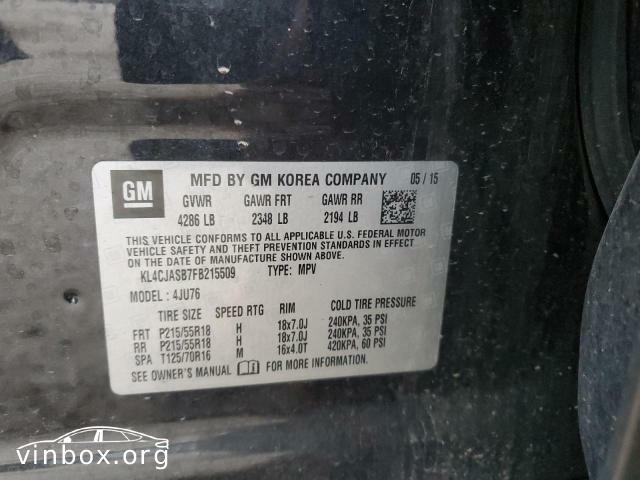 GM
MFD BY GM KOREA COMPANY 05 / 15
GVWR GAWR FRT GAWR RR
4286 LB 2348 LB 2194 LB
THIS VEHICLE CONFORMS TO ALL APPLICABLE U.S. FEDERAL MOTOR
VEHICLE SAFETY AND THEFT PREVENTION STANDARDS IN EFFECT
ON THE DATE OF MANUFACTURE SHOWN ABOVE.
KL4CJASB7FB215509 TYPE: MPV
MODEL: 4JU76
TIRE SIZE SPEED RTG RIM COLD TIRE PRESSURE
FRT P215/55R18 H 18x7.0J 240KPA, 35 PSI
RR P215/55R18 H 18x7.0J 240KPA, 35 PSI
SPA T125/70R16 M 16x4.0T 420KPA, 60 PSI
SEE OWNER'S MANUAL FOR ADDITIONAL INFORMATION
vinbox.org